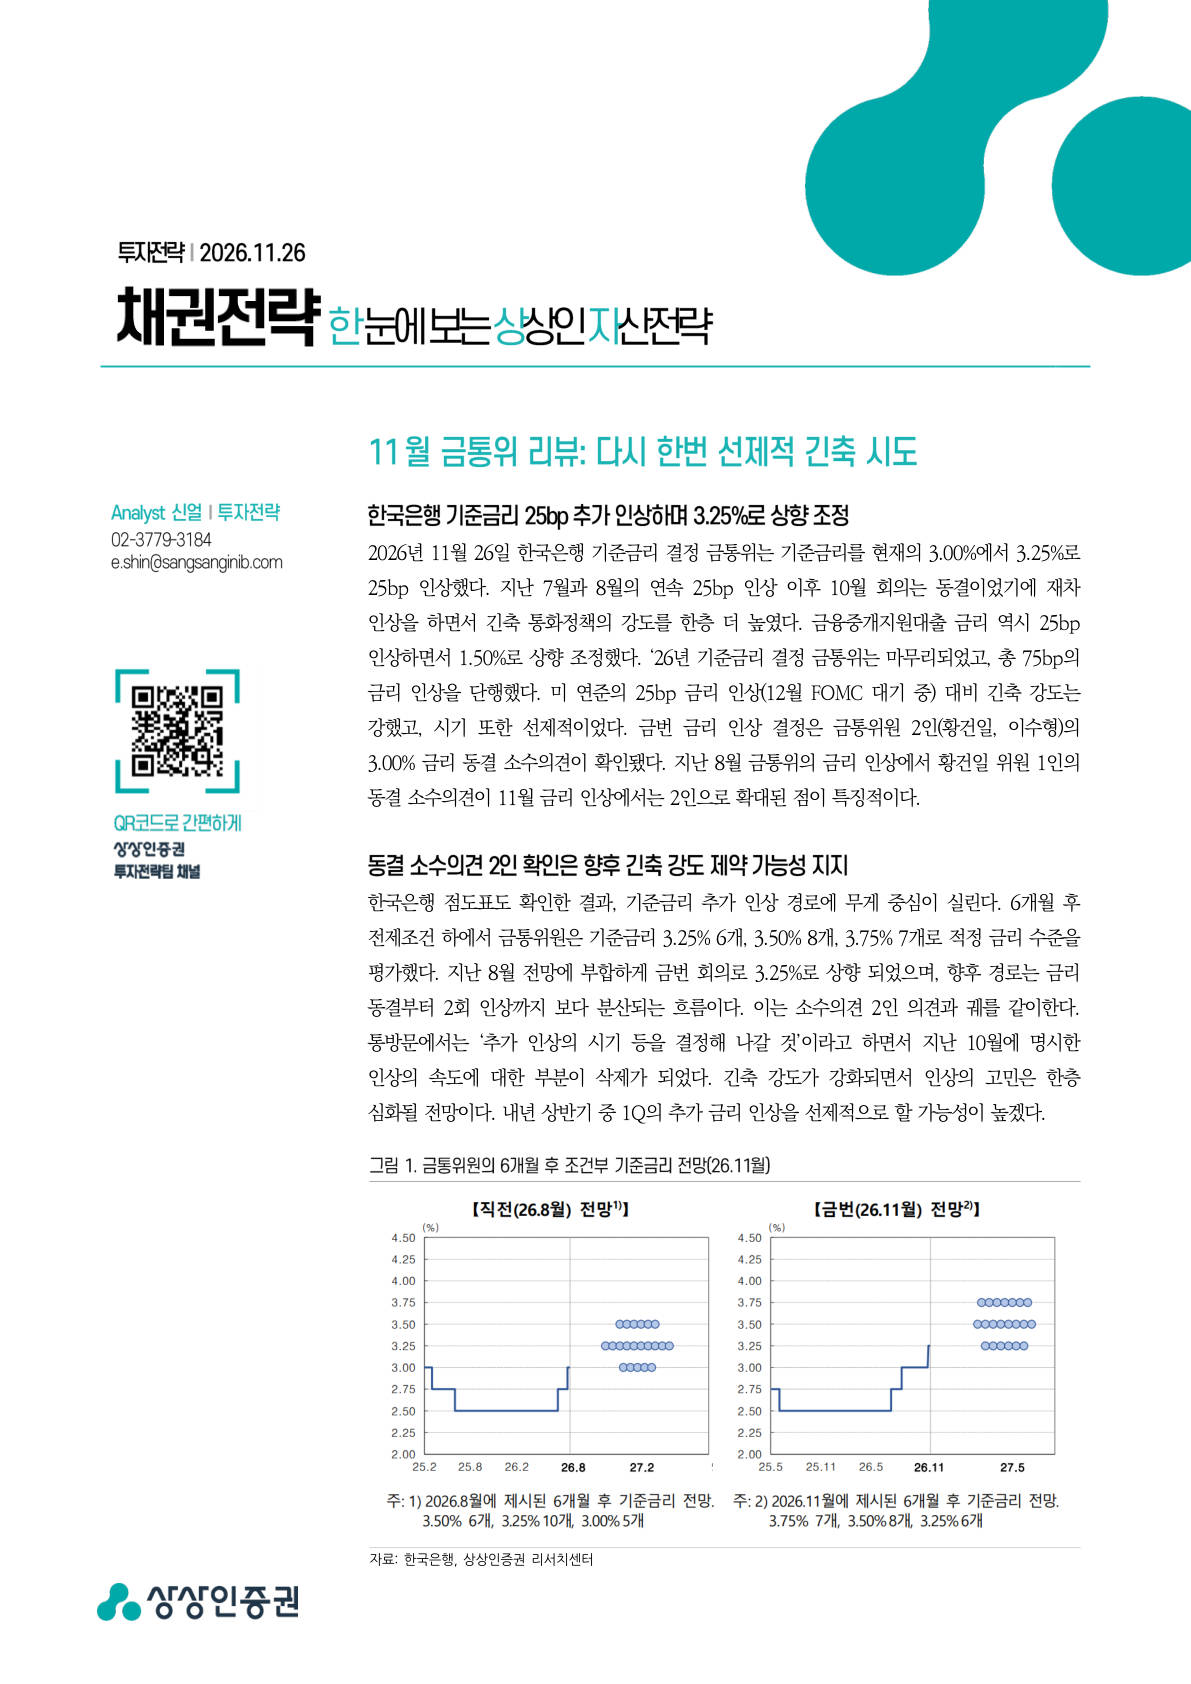 투자전략 | 2026.11.26
채권전략 한눈에 보는 상상인 자산전략
11월 금통위 리뷰: 다시 한번 선제적 긴축 시도
Analyst 신얼 | 투자전략
02-3779-3184
e.shin@sangsanginib.com
QR코드로 간편하게
상상인증권
투자전략팀 채널
한국은행 기준금리 25bp 추가 인상하며 3.25%로 상향 조정
2026년 11월 26일 한국은행 기준금리 결정 금통위는 기준금리를 현재의 3.00%에서 3.25%로
25bp 인상했다. 지난 7월과 8월의 연속 25bp 인상 이후 10월 회의는 동결이었기에 재차
인상을 하면서 긴축 통화정책의 강도를 한층 더 높였다. 금융중개지원대출 금리 역시 25bp
인상하면서 1.50%로 상향 조정했다. ‘26년 기준금리 결정 금통위는 마무리되었고, 총 75bp의
금리 인상을 단행했다. 미 연준의 25bp 금리 인상(12월 FOMC 대기 중) 대비 긴축 강도는
강했고, 시기 또한 선제적이었다. 금번 금리 인상 결정은 금통위원 2인(황건일, 이수형)의
3.00% 금리 동결 소수의견이 확인됐다. 지난 8월 금통위의 금리 인상에서 황건일 위원 1인의
동결 소수의견이 11월 금리 인상에서는 2인으로 확대된 점이 특징적이다.
동결 소수의견 2인 확인은 향후 긴축 강도 제약 가능성 지지
한국은행 점도표도 확인한 결과, 기준금리 추가 인상 경로에 무게 중심이 실린다. 6개월 후
전제조건 하에서 금통위원은 기준금리 3.25% 6개, 3.50% 8개, 3.75% 7개로 적정 금리 수준을
평가했다. 지난 8월 전망에 부합하게 금번 회의로 3.25%로 상향 되었으며, 향후 경로는 금리
동결부터 2회 인상까지 보다 분산되는 흐름이다. 이는 소수의견 2인 의견과 궤를 같이한다.
통방문에서는 ‘추가 인상의 시기 등을 결정해 나갈 것’이라고 하면서 지난 10월에 명시한
인상의 속도에 대한 부분이 삭제가 되었다. 긴축 강도가 강화되면서 인상의 고민은 한층
심화될 전망이다. 내년 상반기 중 1Q의 추가 금리 인상을 선제적으로 할 가능성이 높겠다.
그림 1. 금통위원의 6개월 후 조건부 기준금리 전망(26.11월)
【직전(26.8월) 전망1)】
(%)
4.50
4.25
4.00
3.75
3.50
3.25
3.00
2.75
2.50
2.25
2.00
25.2 25.8 26.2 26.8 27.2
주: 1) 2026.8월에 제시된 6개월 후 기준금리 전망.
3.50% 6개, 3.25% 10개, 3.00% 5개
【금번(26.11월) 전망2)】
(%)
4.50
4.25
4.00
3.75
3.50
3.25
3.00
2.75
2.50
2.25
2.00
25.5 25.11 26.5 26.11 27.5
주: 2) 2026.11월에 제시된 6개월 후 기준금리 전망.
3.75% 7개, 3.50% 8개, 3.25% 6개
자료: 한국은행, 상상인증권 리서치센터
상상인증권